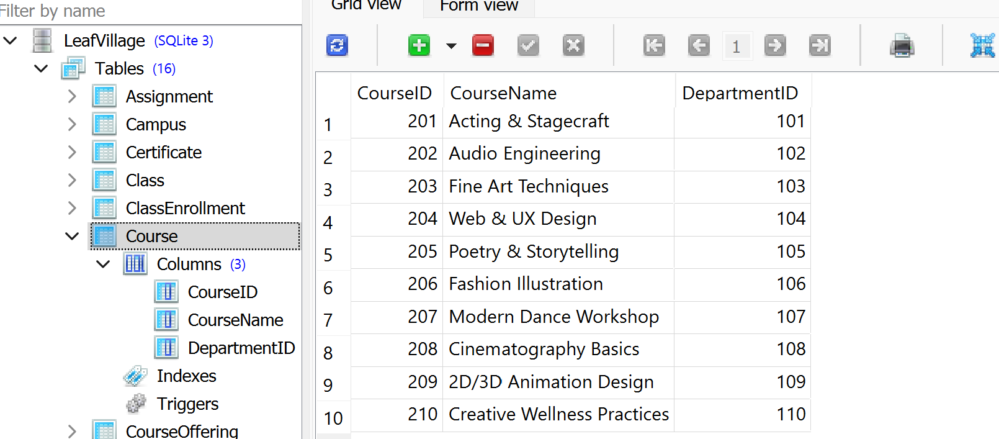 Filter by name
LeafVillage (SQLite 3)
Tables (16)
Assignment
Campus
Certificate
Class
ClassEnrollment
Course
Columns (3)
CourseID
CourseName
DepartmentID
Indexes
Triggers
CourseOffering
Grid view Form view
1
CourseID CourseName DepartmentID
1 201 Acting & Stagecraft 101
2 202 Audio Engineering 102
3 203 Fine Art Techniques 103
4 204 Web & UX Design 104
5 205 Poetry & Storytelling 105
6 206 Fashion Illustration 106
7 207 Modern Dance Workshop 107
8 208 Cinematography Basics 108
9 209 2D/3D Animation Design 109
10 210 Creative Wellness Practices 110